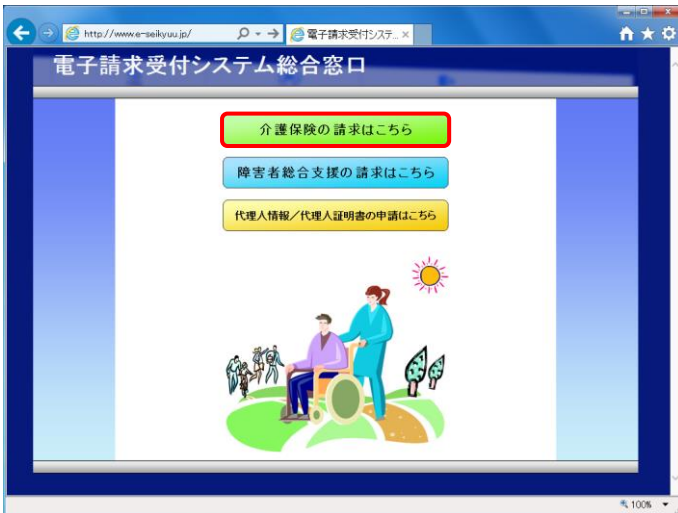 http://www.e-seikyuu.jp/
電子請求受付システ... ×
電子請求受付システム総合窓口
介護保険の請求はこちら
障害者総合支援の請求はこちら
代理人情報/代理人証明書の申請はこちら
100%